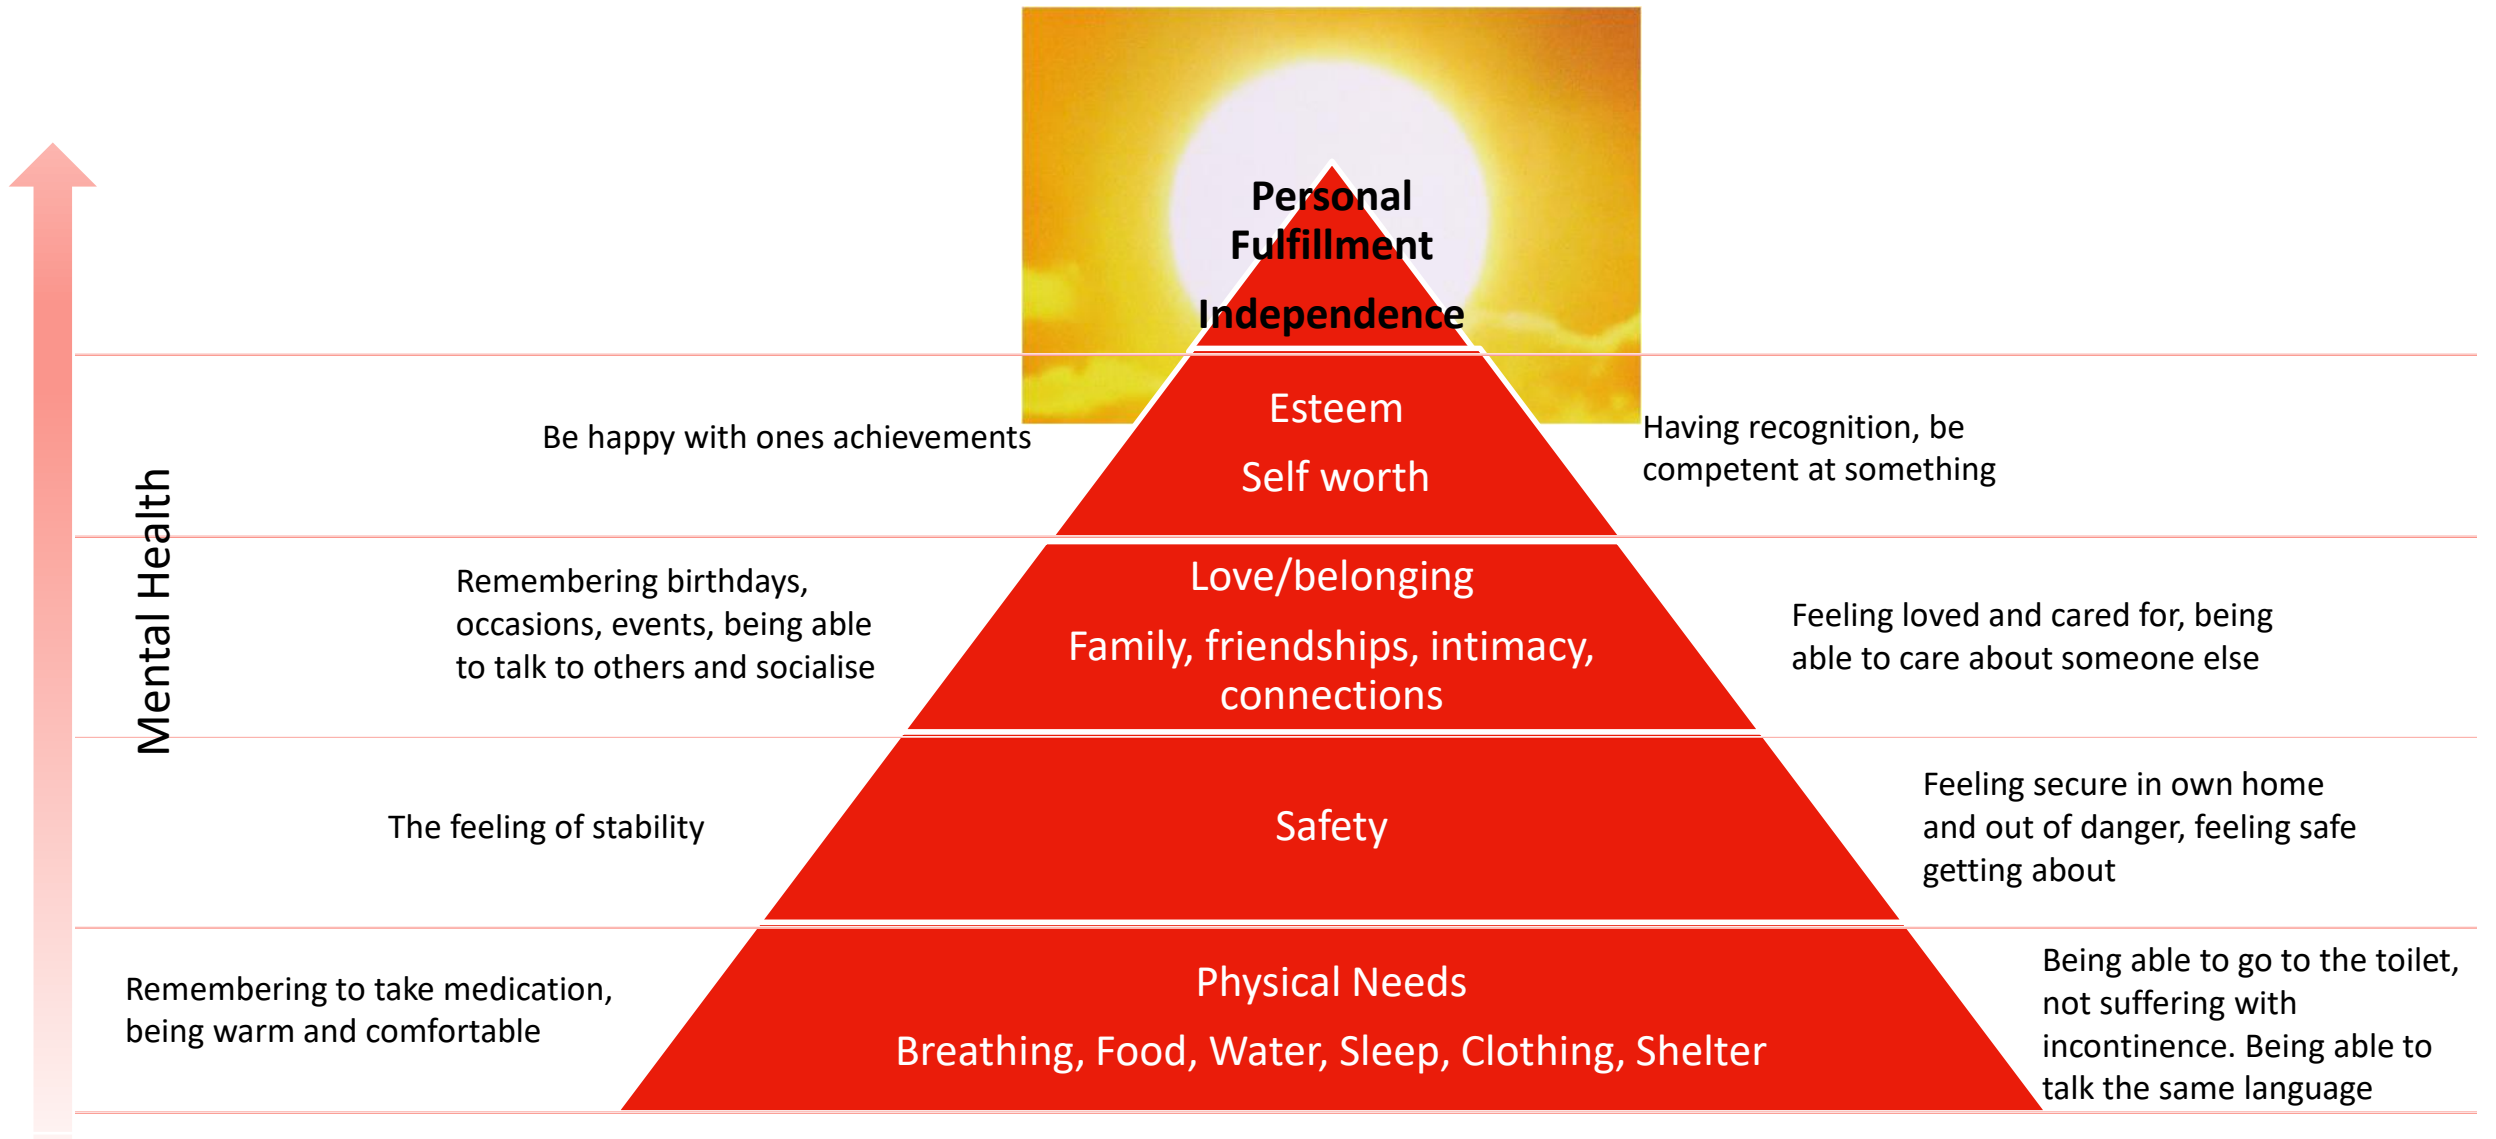 Personal
Fulfillment
Independence
Esteem
Self worth
Be happy with ones achievements
Having recognition, be
competent at something
Mental Health
Love/belonging
Family, friendships, intimacy,
connections
Remembering birthdays,
occasions, events, being able
to talk to others and socialise
Feeling loved and cared for, being
able to care about someone else
Safety
The feeling of stability
Feeling secure in own home
and out of danger, feeling safe
getting about
Physical Needs
Breathing, Food, Water, Sleep, Clothing, Shelter
Remembering to take medication,
being warm and comfortable
Being able to go to the toilet,
not suffering with
incontinence. Being able to
talk the same language